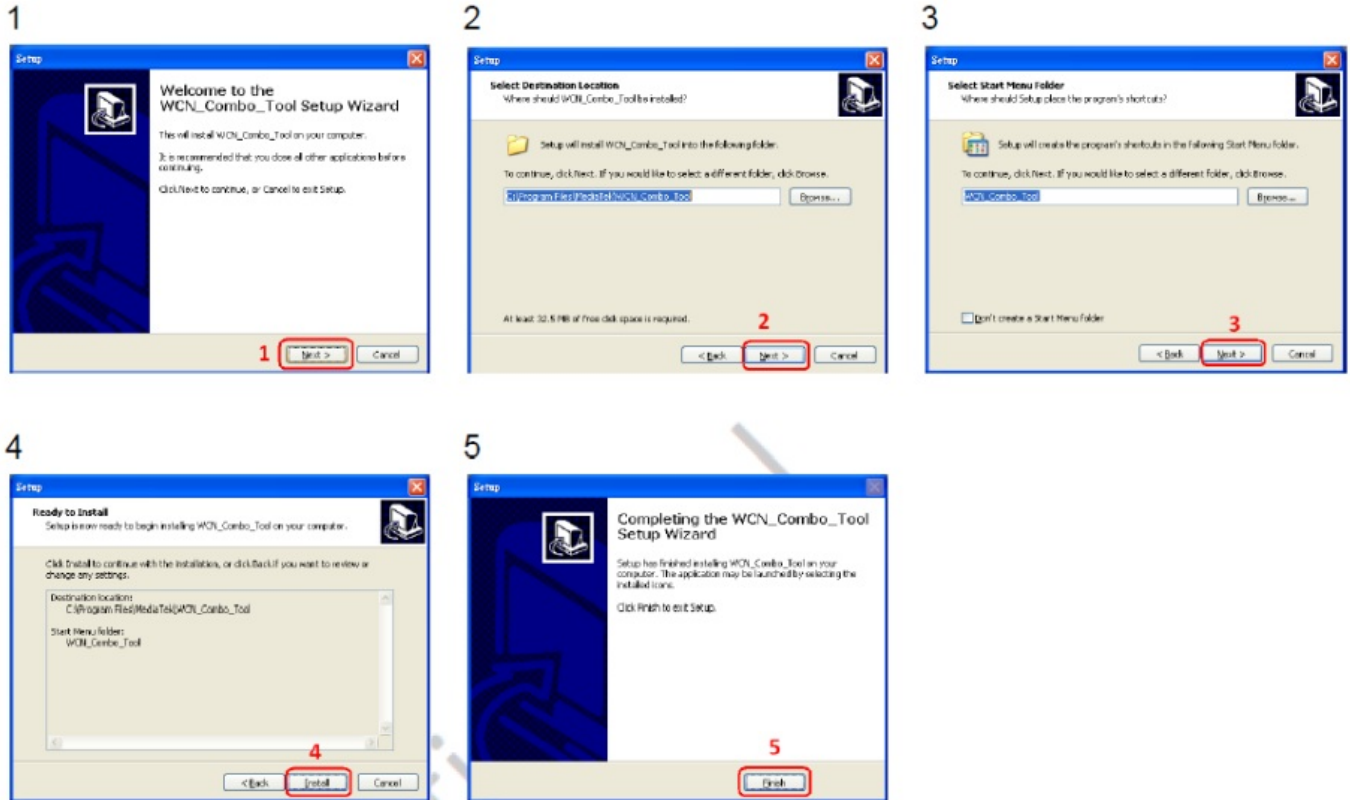 1
Setup
Welcome to the
WCN_Combo_Tool Setup Wizard
This will install WCN_Combo_Tool on your computer.
It is recommended that you close all other applications before
continuing.
Click Next to continue, or Cancel to exit Setup.
1
Next >
Cancel
2
Setup
Select Destination Location
Where should WCN_Combo_Tool be installed?
Setup will install WCN_Combo_Tool into the following folder.
To continue, click Next. If you would like to select a different folder, click Browse.
C:\Program Files\MediaTek\WCN_Combo_Tool
Browse...
At least 32.5 MB of free disk space is required.
2
< Back
Next >
Cancel
3
Setup
Select Start Menu Folder
Where should Setup place the program's shortcuts?
Setup will create the program's shortcuts in the following Start Menu folder.
To continue, click Next. If you would like to select a different folder, click Browse.
WCN_Combo_Tool
Browse...
Don't create a Start Menu folder
3
< Back
Next >
Cancel
4
Setup
Ready to Install
Setup is now ready to begin installing WCN_Combo_Tool on your computer.
Click Install to continue with the installation, or click Back if you want to review or
change any settings.
Destination location:
C:\Program Files\MediaTek\WCN_Combo_Tool
Start Menu folder:
WCN_Combo_Tool
4
< Back
Install
Cancel
5
Setup
Completing the WCN_Combo_Tool
Setup Wizard
Setup has finished installing WCN_Combo_Tool on your
computer. The application may be launched by selecting the
installed icons.
Click Finish to exit Setup.
5
Finish